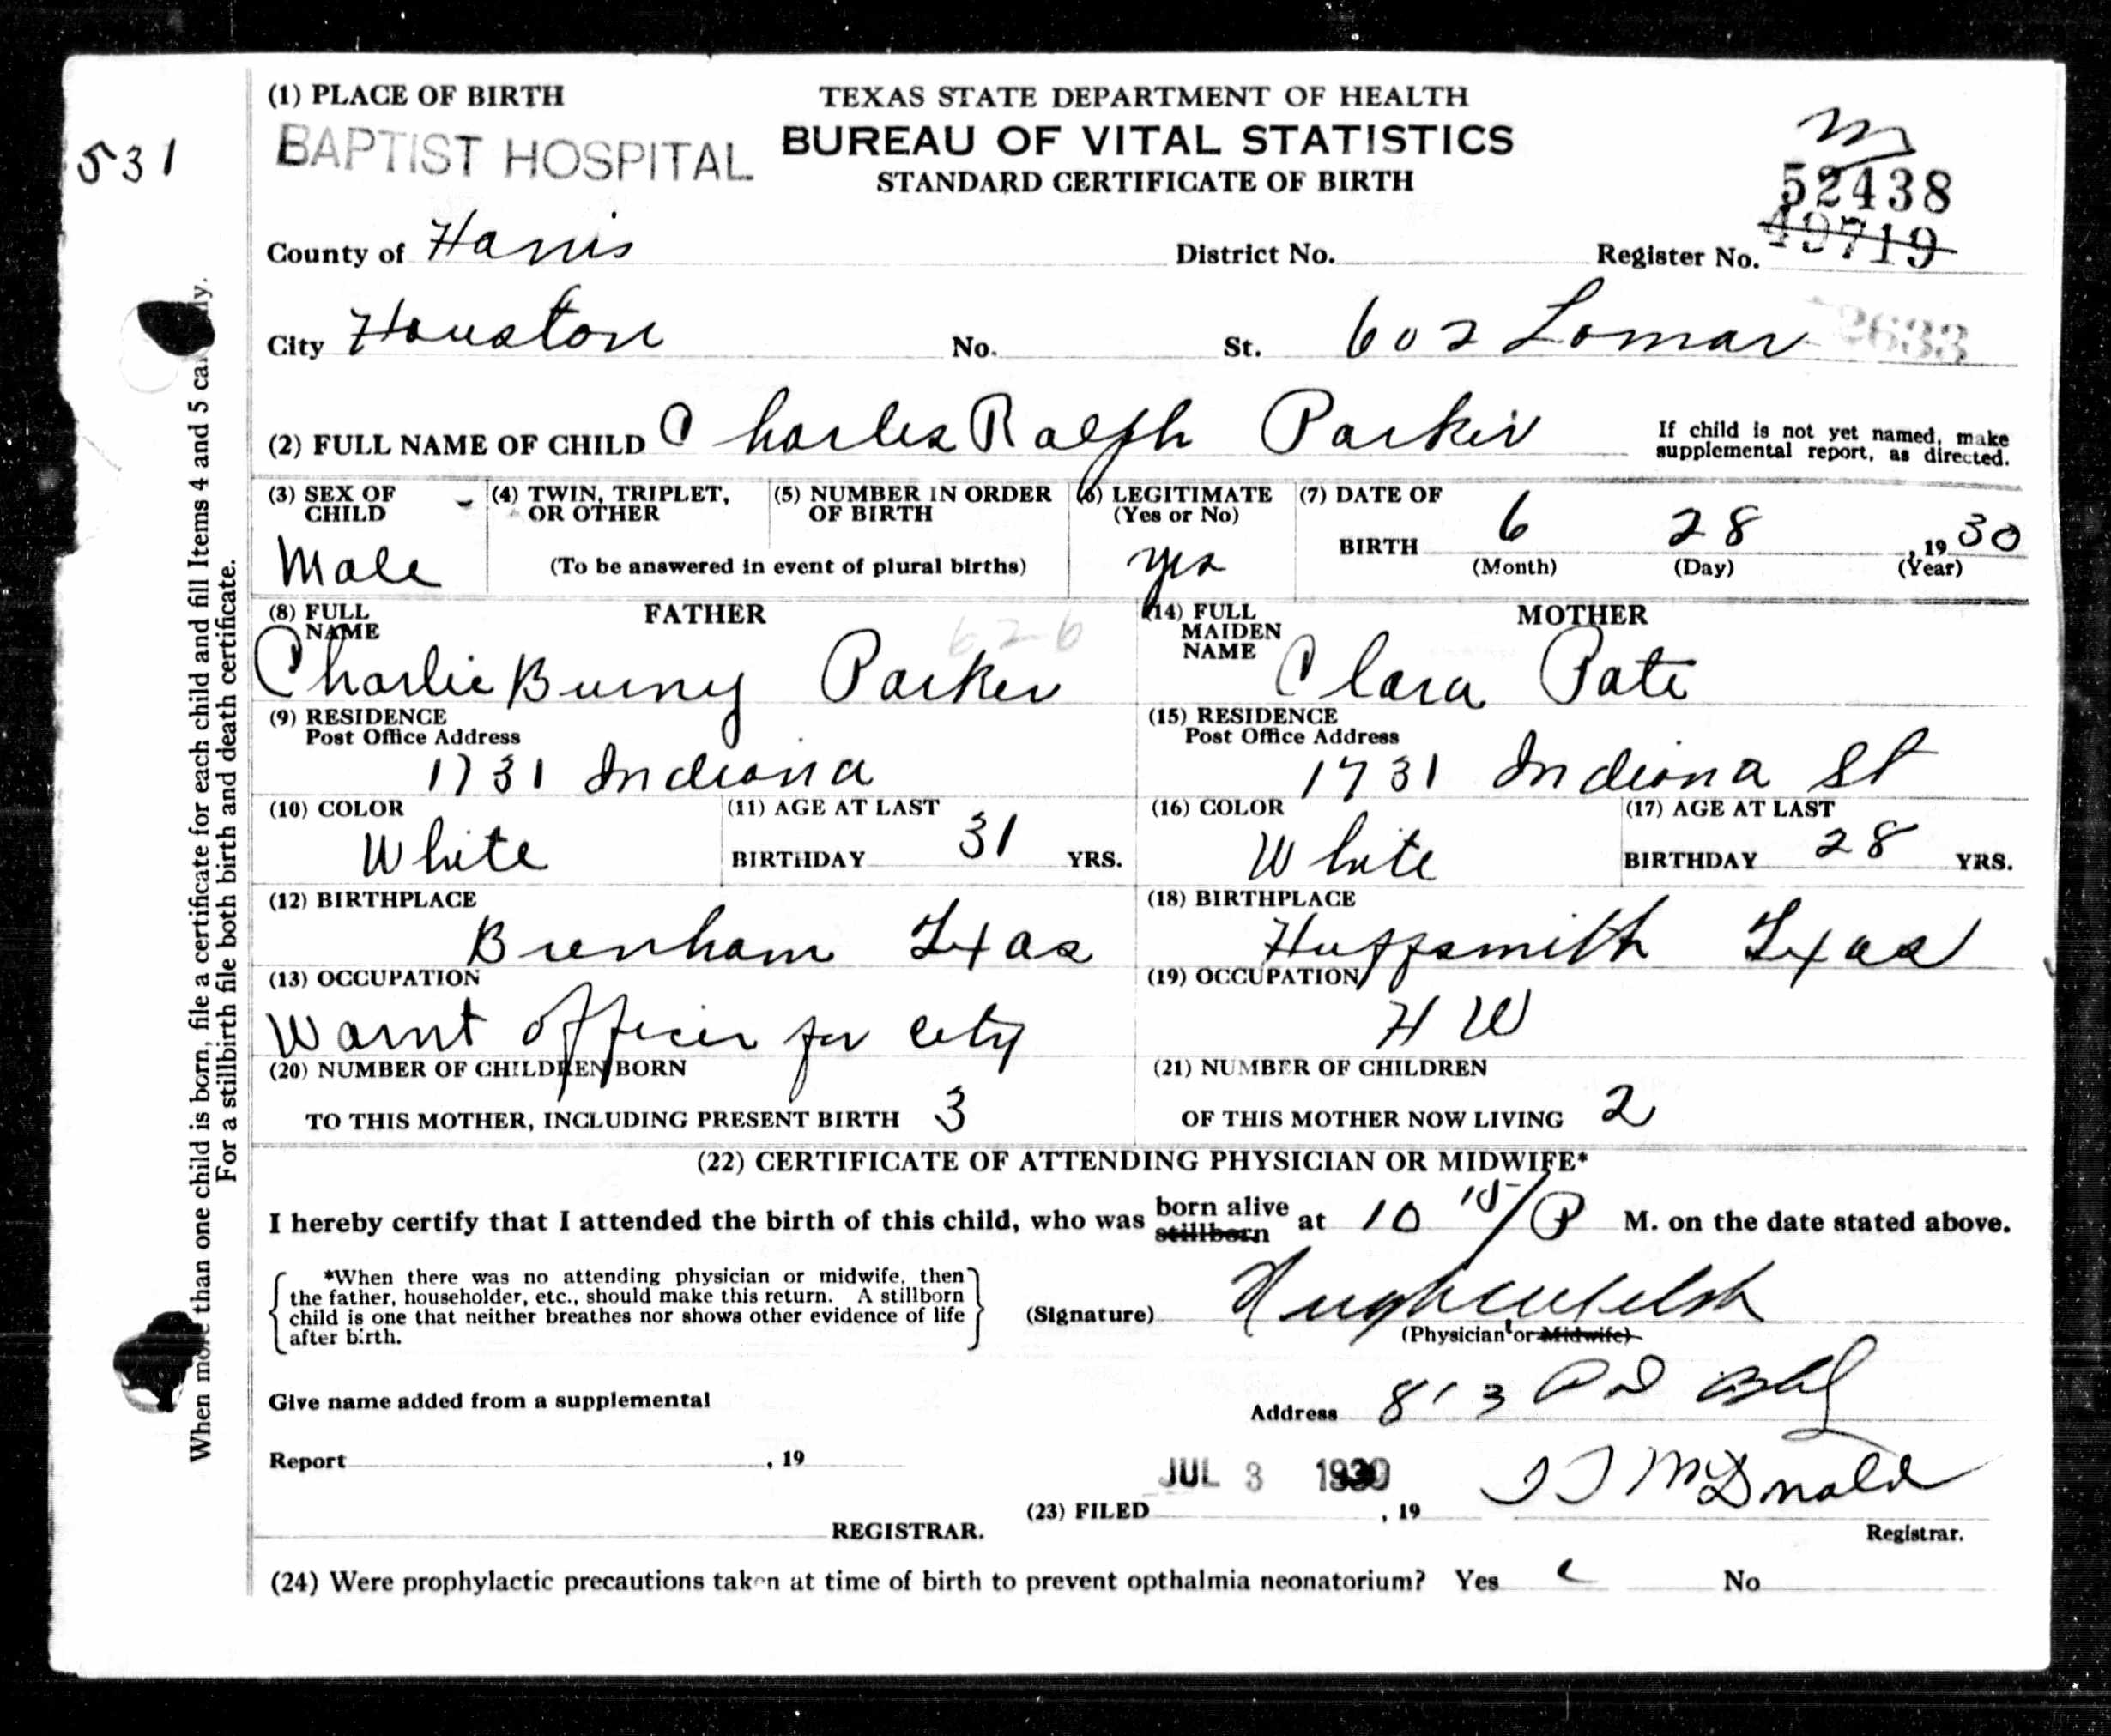 (1) PLACE OF BIRTH
TEXAS STATE DEPARTMENT OF HEALTH
BUREAU OF VITAL STATISTICS
STANDARD CERTIFICATE OF BIRTH
531
BAPTIST HOSPITAL
52438
49719
County of Harris District No. Register No.
City Houston No. St. 602 Lomar 2633
(2) FULL NAME OF CHILD Charles Ralph Parker If child is not yet named, make supplemental report, as directed.
(3) SEX OF CHILD Male
(4) TWIN, TRIPLET, OR OTHER
(5) NUMBER IN ORDER OF BIRTH
(To be answered in event of plural births)
(6) LEGITIMATE (Yes or No) yes
(7) DATE OF BIRTH 6 28 , 19 30
(Month) (Day) (Year)
FATHER
(8) FULL NAME 626
Charlie Burny Parker
MOTHER
(14) FULL MAIDEN NAME
Clara Pate
(9) RESIDENCE
Post Office Address
1731 Indiana
(15) RESIDENCE
Post Office Address
1731 Indiana St
(10) COLOR White
(11) AGE AT LAST BIRTHDAY 31 YRS.
(16) COLOR White
(17) AGE AT LAST BIRTHDAY 28 YRS.
(12) BIRTHPLACE
Brenham Texas
(18) BIRTHPLACE
Huffsmith Texas
(13) OCCUPATION
Warnt officer for city
(19) OCCUPATION
H W
(20) NUMBER OF CHILDREN BORN
TO THIS MOTHER, INCLUDING PRESENT BIRTH 3
(21) NUMBER OF CHILDREN
OF THIS MOTHER NOW LIVING 2
(22) CERTIFICATE OF ATTENDING PHYSICIAN OR MIDWIFE*
I hereby certify that I attended the birth of this child, who was born alive stillborn at 10 15/P M. on the date stated above.
*When there was no attending physician or midwife, then
the father, householder, etc., should make this return. A stillborn
child is one that neither breathes nor shows other evidence of life
after birth.
(Signature) Hugh Welsh
(Physician or Midwife)
Give name added from a supplemental
Address 813
Report , 19
JUL 3 1930
(23) FILED , 19 McDonald
REGISTRAR.
Registrar.
(24) Were prophylactic precautions taken at time of birth to prevent opthalmia neonatorium? Yes No
When more than one child is born, file a certificate for each child and fill Items 4 and 5 carefully.
For a stillbirth file both birth and death certificate.